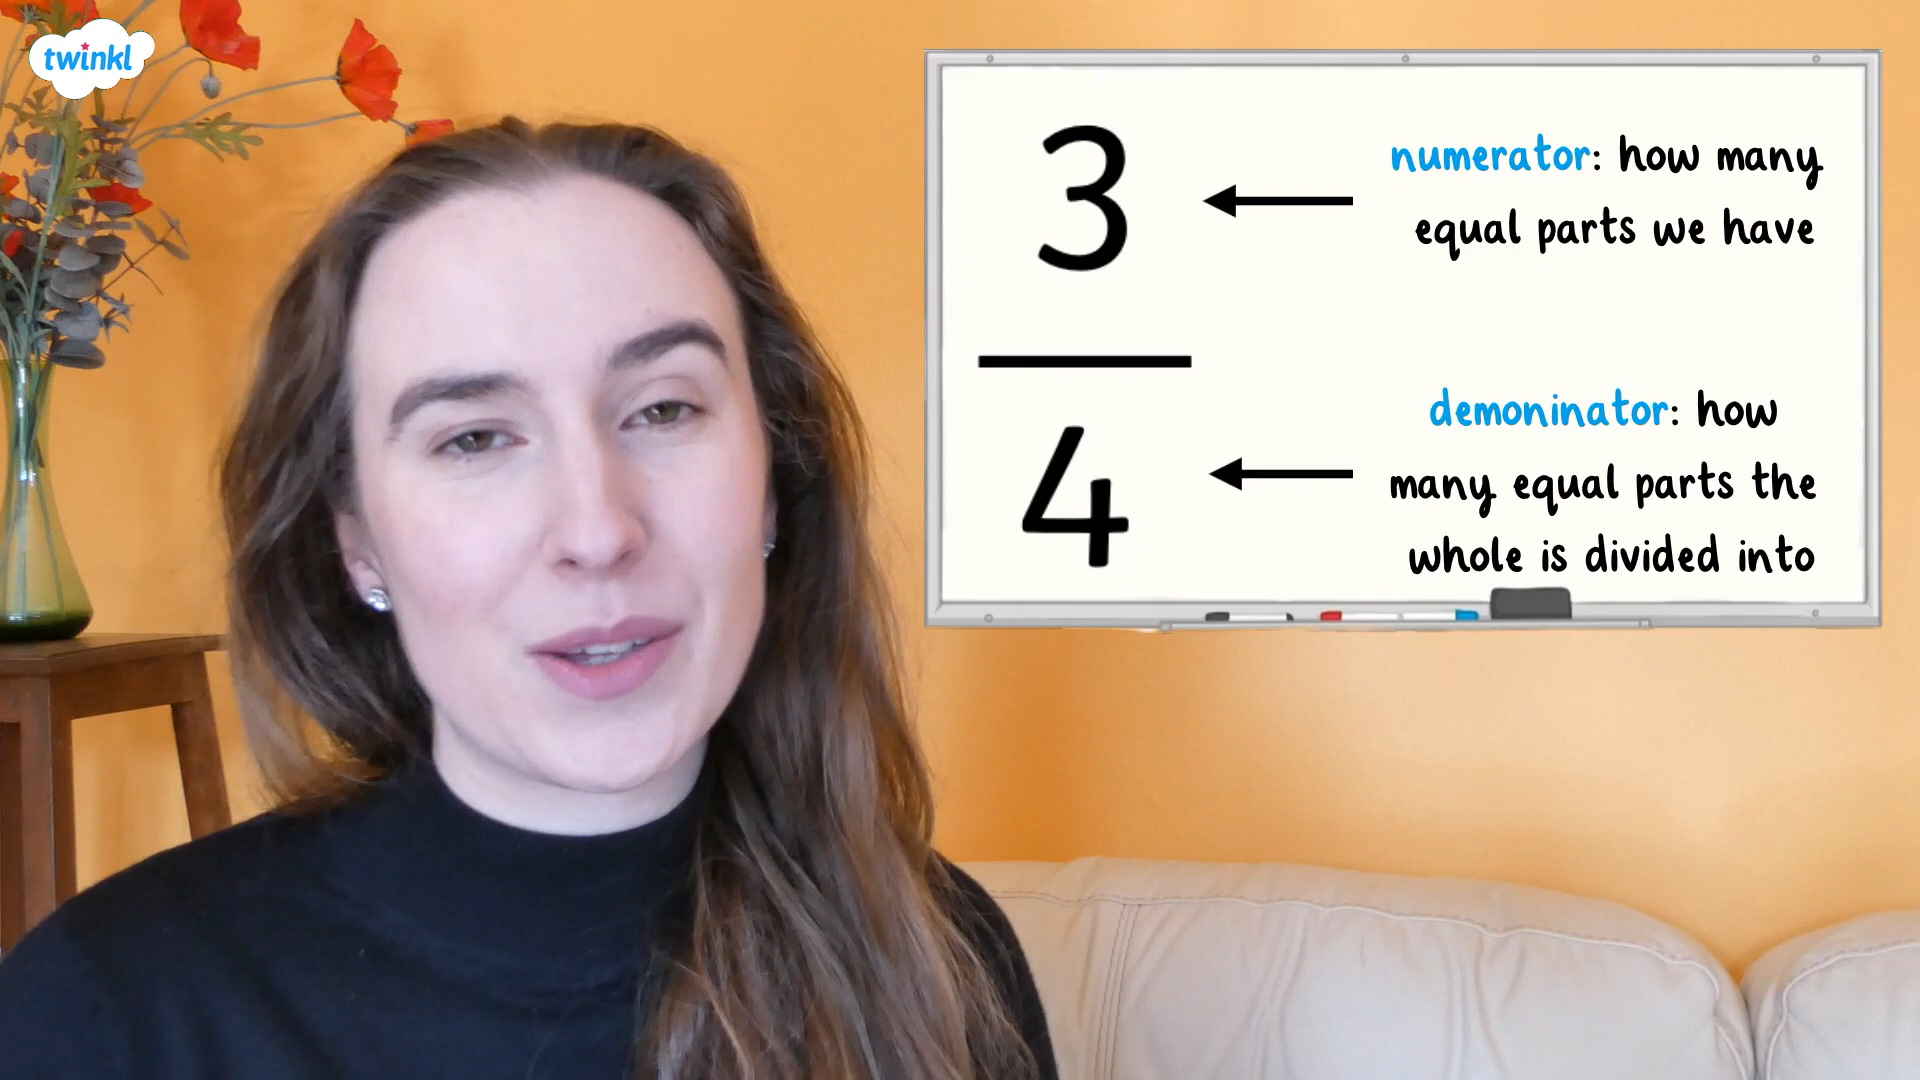 twinkl
3
numerator: how many
equal parts we have
4
demoninator: how
many equal parts the
whole is divided into